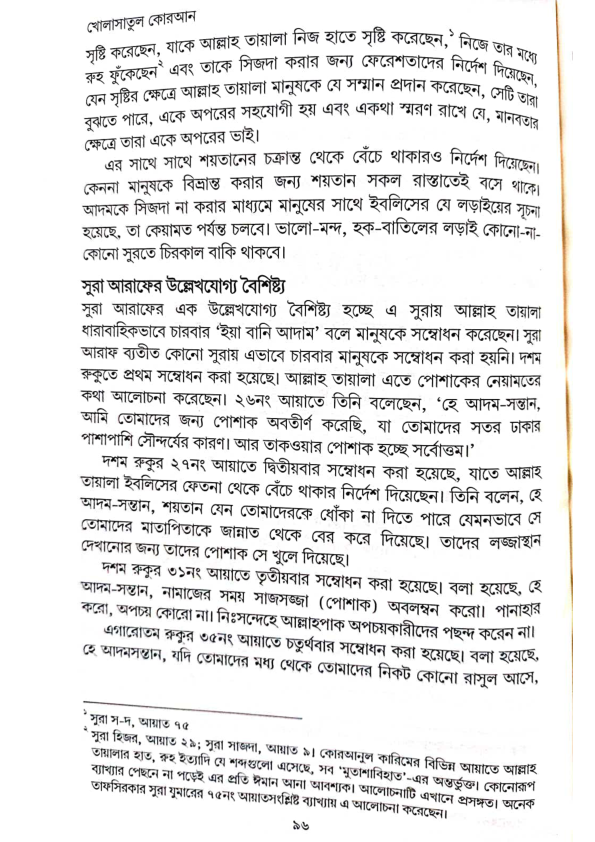 খোলাসাতুল কোরআন
সৃষ্টি করেছেন, যাকে আল্লাহ তায়ালা নিজ হাতে সৃষ্টি করেছেন,¹ নিজে তার মধ্যে
রুহ ফুঁকেছেন² এবং তাকে সিজদা করার জন্য ফেরেশতাদের নির্দেশ দিয়েছেন,
যেন সৃষ্টির ক্ষেত্রে আল্লাহ তায়ালা মানুষকে যে সম্মান প্রদান করেছেন, সেটি তারা
বুঝতে পারে, একে অপরের সহযোগী হয় এবং একথা স্মরণ রাখে যে, মানবতার
ক্ষেত্রে তারা একে অপরের ভাই।
এর সাথে সাথে শয়তানের চক্রান্ত থেকে বেঁচে থাকারও নির্দেশ দিয়েছেন।
কেননা মানুষকে বিভ্রান্ত করার জন্য শয়তান সকল রাস্তাতেই বসে থাকে।
আদমকে সিজদা না করার মাধ্যমে মানুষের সাথে ইবলিসের যে লড়াইয়ের সূচনা
হয়েছে, তা কেয়ামত পর্যন্ত চলবে। ভালো-মন্দ, হক-বাতিলের লড়াই কোনো-না-
কোনো সুরতে চিরকাল বাকি থাকবে।
সুরা আরাফের উল্লেখযোগ্য বৈশিষ্ট্য
সুরা আরাফের এক উল্লেখযোগ্য বৈশিষ্ট্য হচ্ছে এ সুরায় আল্লাহ তায়ালা
ধারাবাহিকভাবে চারবার ‘ইয়া বানি আদাম’ বলে মানুষকে সম্বোধন করেছেন। সুরা
আরাফ ব্যতীত কোনো সুরায় এভাবে চারবার মানুষকে সম্বোধন করা হয়নি। দশম
রুকুতে প্রথম সম্বোধন করা হয়েছে। আল্লাহ তায়ালা এতে পোশাকের নেয়ামতের
কথা আলোচনা করেছেন। ২৬নং আয়াতে তিনি বলেছেন, ‘হে আদম-সন্তান,
আমি তোমাদের জন্য পোশাক অবতীর্ণ করেছি, যা তোমাদের সতর ঢাকার
পাশাপাশি সৌন্দর্যের কারণ। আর তাকওয়ার পোশাক হচ্ছে সর্বোত্তম।’
দশম রুকুর ২৭নং আয়াতে দ্বিতীয়বার সম্বোধন করা হয়েছে, যাতে আল্লাহ
তায়ালা ইবলিসের ফেতনা থেকে বেঁচে থাকার নির্দেশ দিয়েছেন। তিনি বলেন, হে
আদম-সন্তান, শয়তান যেন তোমাদেরকে ধোঁকা না দিতে পারে যেমনভাবে সে
তোমাদের মাতাপিতাকে জান্নাত থেকে বের করে দিয়েছে। তাদের লজ্জাস্থান
দেখানোর জন্য তাদের পোশাক সে খুলে দিয়েছে।
দশম রুকুর ৩১নং আয়াতে তৃতীয়বার সম্বোধন করা হয়েছে। বলা হয়েছে, হে
আদম-সন্তান, নামাজের সময় সাজসজ্জা (পোশাক) অবলম্বন করো। পানাহার
করো, অপচয় কোরো না। নিঃসন্দেহে আল্লাহপাক অপচয়কারীদের পছন্দ করেন না।
এগারোতম রুকুর ৩৫নং আয়াতে চতুর্থবার সম্বোধন করা হয়েছে। বলা হয়েছে,
হে আদমসন্তান, যদি তোমাদের মধ্য থেকে তোমাদের নিকট কোনো রাসুল আসে,
¹ সুরা স-দ, আয়াত ৭৫
² সুরা হিজর, আয়াত ২৯; সুরা সাজদা, আয়াত ৯। কোরআনুল কারিমের বিভিন্ন আয়াতে আল্লাহ
তায়ালার হাত, রুহ ইত্যাদি যে শব্দগুলো এসেছে, সব ‘মুতাশাবিহাত’-এর অন্তর্ভুক্ত। কোনোরূপ
ব্যাখ্যার পেছনে না পড়েই এর প্রতি ঈমান আনা আবশ্যক। আলোচনাটি এখানে প্রসঙ্গত। অনেক
তাফসিরকার সুরা যুমারের ৭৫নং আয়াতসংশ্লিষ্ট ব্যাখ্যায় এ আলোচনা করেছেন।
৯৬